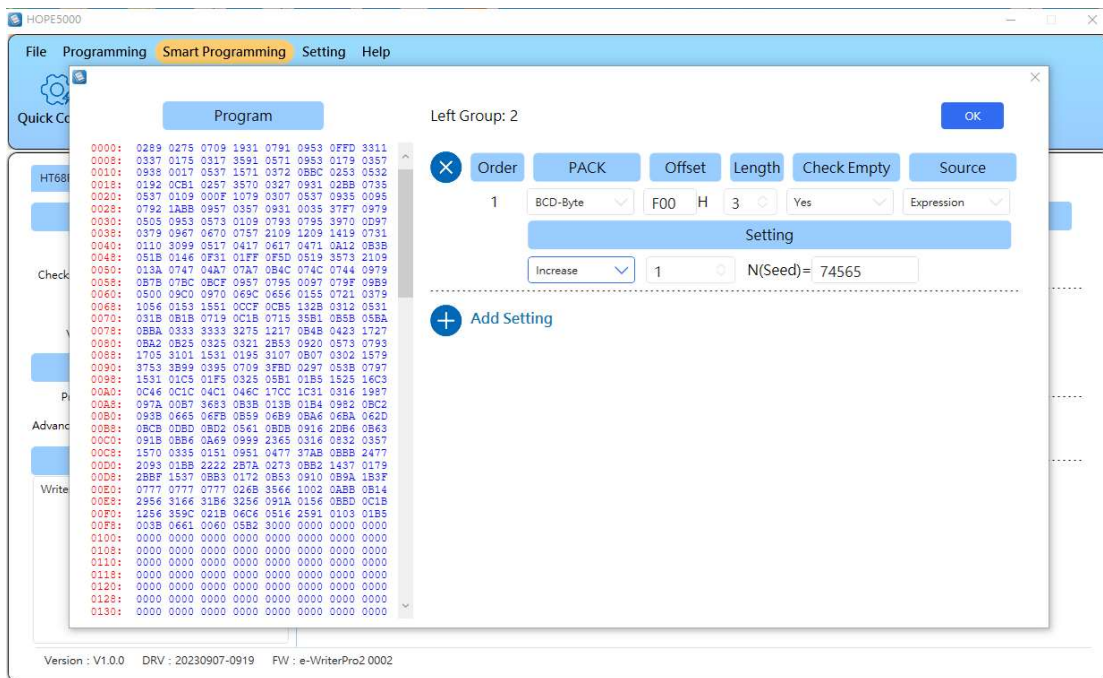 HOPE5000
File Programming Smart Programming Setting Help
Quick Co
Program
Left Group: 2
OK
Order PACK Offset Length Check Empty Source
1 BCD-Byte F00 H 3 Yes Expression
Setting
Increase 1 N(Seed)= 74565
Add Setting
HT68
Check
V
P
Advanc
Write
0000: 0289 0275 0709 1931 0791 0953 0FFD 3311
0008: 0337 0175 0317 3591 0571 0953 0179 0357
0010: 0938 0017 0537 1571 0372 0BBC 0253 0532
0018: 0192 0CB1 0257 3570 0327 0931 02BB 0735
0020: 0537 0109 000F 1079 0307 0537 0935 0095
0028: 0792 1ABB 0957 0357 0931 0035 37F7 0979
0030: 0505 0953 0573 0109 0793 0795 3970 0D97
0038: 0379 0967 0670 0757 2109 1209 1419 0731
0040: 0110 3099 0517 0417 0617 0471 0A12 0B3B
0048: 051B 0146 0F31 01FF 0F5D 0519 3573 2109
0050: 013A 0747 04A7 07A7 0B4C 074C 0744 0979
0058: 0B7B 07BC 0BCF 0957 0795 0097 079F 09B9
0060: 0500 09C0 0970 069C 0656 0155 0721 0379
0068: 1056 0153 1551 0CCF 0CB5 132B 0312 0531
0070: 031B 0B1B 0719 0C1B 0715 35B1 0B5B 05BA
0078: 0BBA 0333 3333 3275 1217 0B4B 0423 1727
0080: 0BA2 0B25 0325 0321 2B53 0920 0573 0793
0088: 1705 3101 1531 0195 3107 0B07 0302 1579
0090: 3753 3B99 0395 0709 3FBD 0297 053B 0797
0098: 1531 01C5 01F5 0325 05B1 01B5 1525 16C3
00A0: 0C46 0C1C 04C1 046C 17CC 1C31 0316 1987
00A8: 097A 00B7 3683 0B3B 013B 01B4 0982 0BC2
00B0: 093B 0665 06FB 0B59 06B9 0BA6 06BA 062D
00B8: 0BCB 0DBD 0BD2 0561 0BDB 0916 2DB6 0B63
00C0: 091B 0BB6 0A69 0999 2365 0316 0832 0357
00C8: 1570 0335 0151 0951 0477 37AB 0BBB 2477
00D0: 2093 01BB 2222 2B7A 0273 0BB2 1437 0179
00D8: 2BBF 1537 0BB3 0172 0B53 0910 0B9A 1B3F
00E0: 0777 0777 0777 026B 3566 1002 0ABB 0B14
00E8: 2956 3166 31B6 3256 091A 0156 0BBD 0C1B
00F0: 1256 359C 021B 06C6 0516 2591 0103 01B5
00F8: 003B 0661 0060 05B2 3000 0000 0000 0000
0100: 0000 0000 0000 0000 0000 0000 0000 0000
0108: 0000 0000 0000 0000 0000 0000 0000 0000
0110: 0000 0000 0000 0000 0000 0000 0000 0000
0118: 0000 0000 0000 0000 0000 0000 0000 0000
0120: 0000 0000 0000 0000 0000 0000 0000 0000
0128: 0000 0000 0000 0000 0000 0000 0000 0000
0130: 0000 0000 0000 0000 0000 0000 0000 0000
Version : V1.0.0 DRV : 20230907-0919 FW : e-WriterPro2 0002